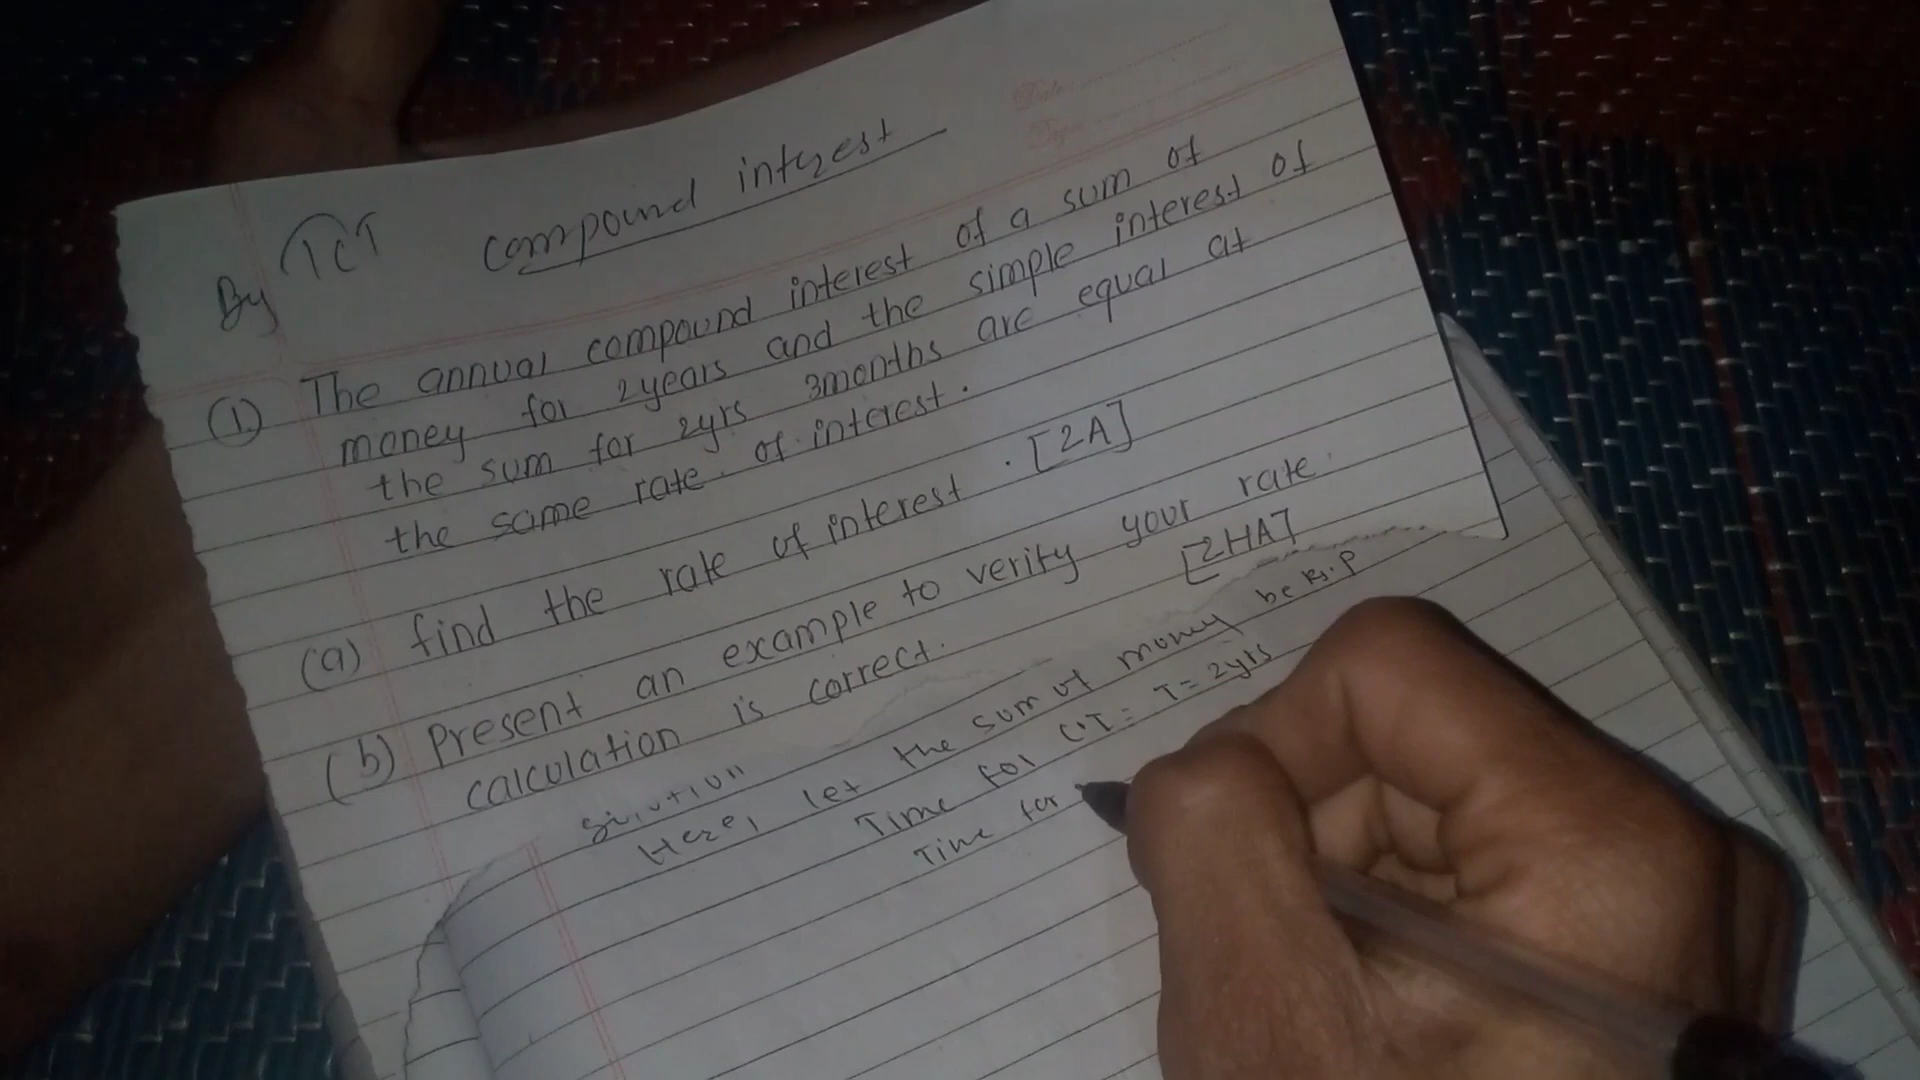 compound interest
By
(1.) The annual compound interest of a sum of
money for 2years and the simple interest of
the sum for 2yrs 3months are equal at
the same rate of interest.
(a) find the rate of interest. [2A]
(b) Present an example to verify your rate
calculation is correct. [2HA]
Here, let the sum of money be Rs. P
Time for C.I = T = 2yrs
Time for